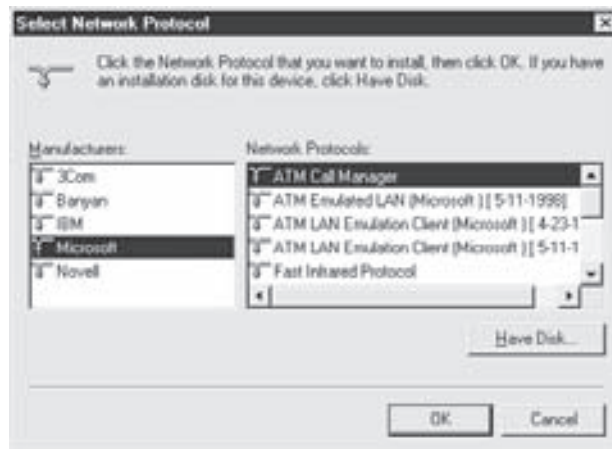 Select Network Protocol
Click the Network Protocol that you want to install, then click OK. If you have
an installation disk for this device, click Have Disk.
Manufacturers:
3Com
Banyan
IBM
Microsoft
Novell
Network Protocols:
ATM Call Manager
ATM Emulated LAN (Microsoft ) [ 5-11-1998]
ATM LAN Emulation Client (Microsoft ) [ 4-23-1
ATM LAN Emulation Client (Microsoft ) [ 5-11-1
Fast Infrared Protocol
Have Disk...
OK
Cancel